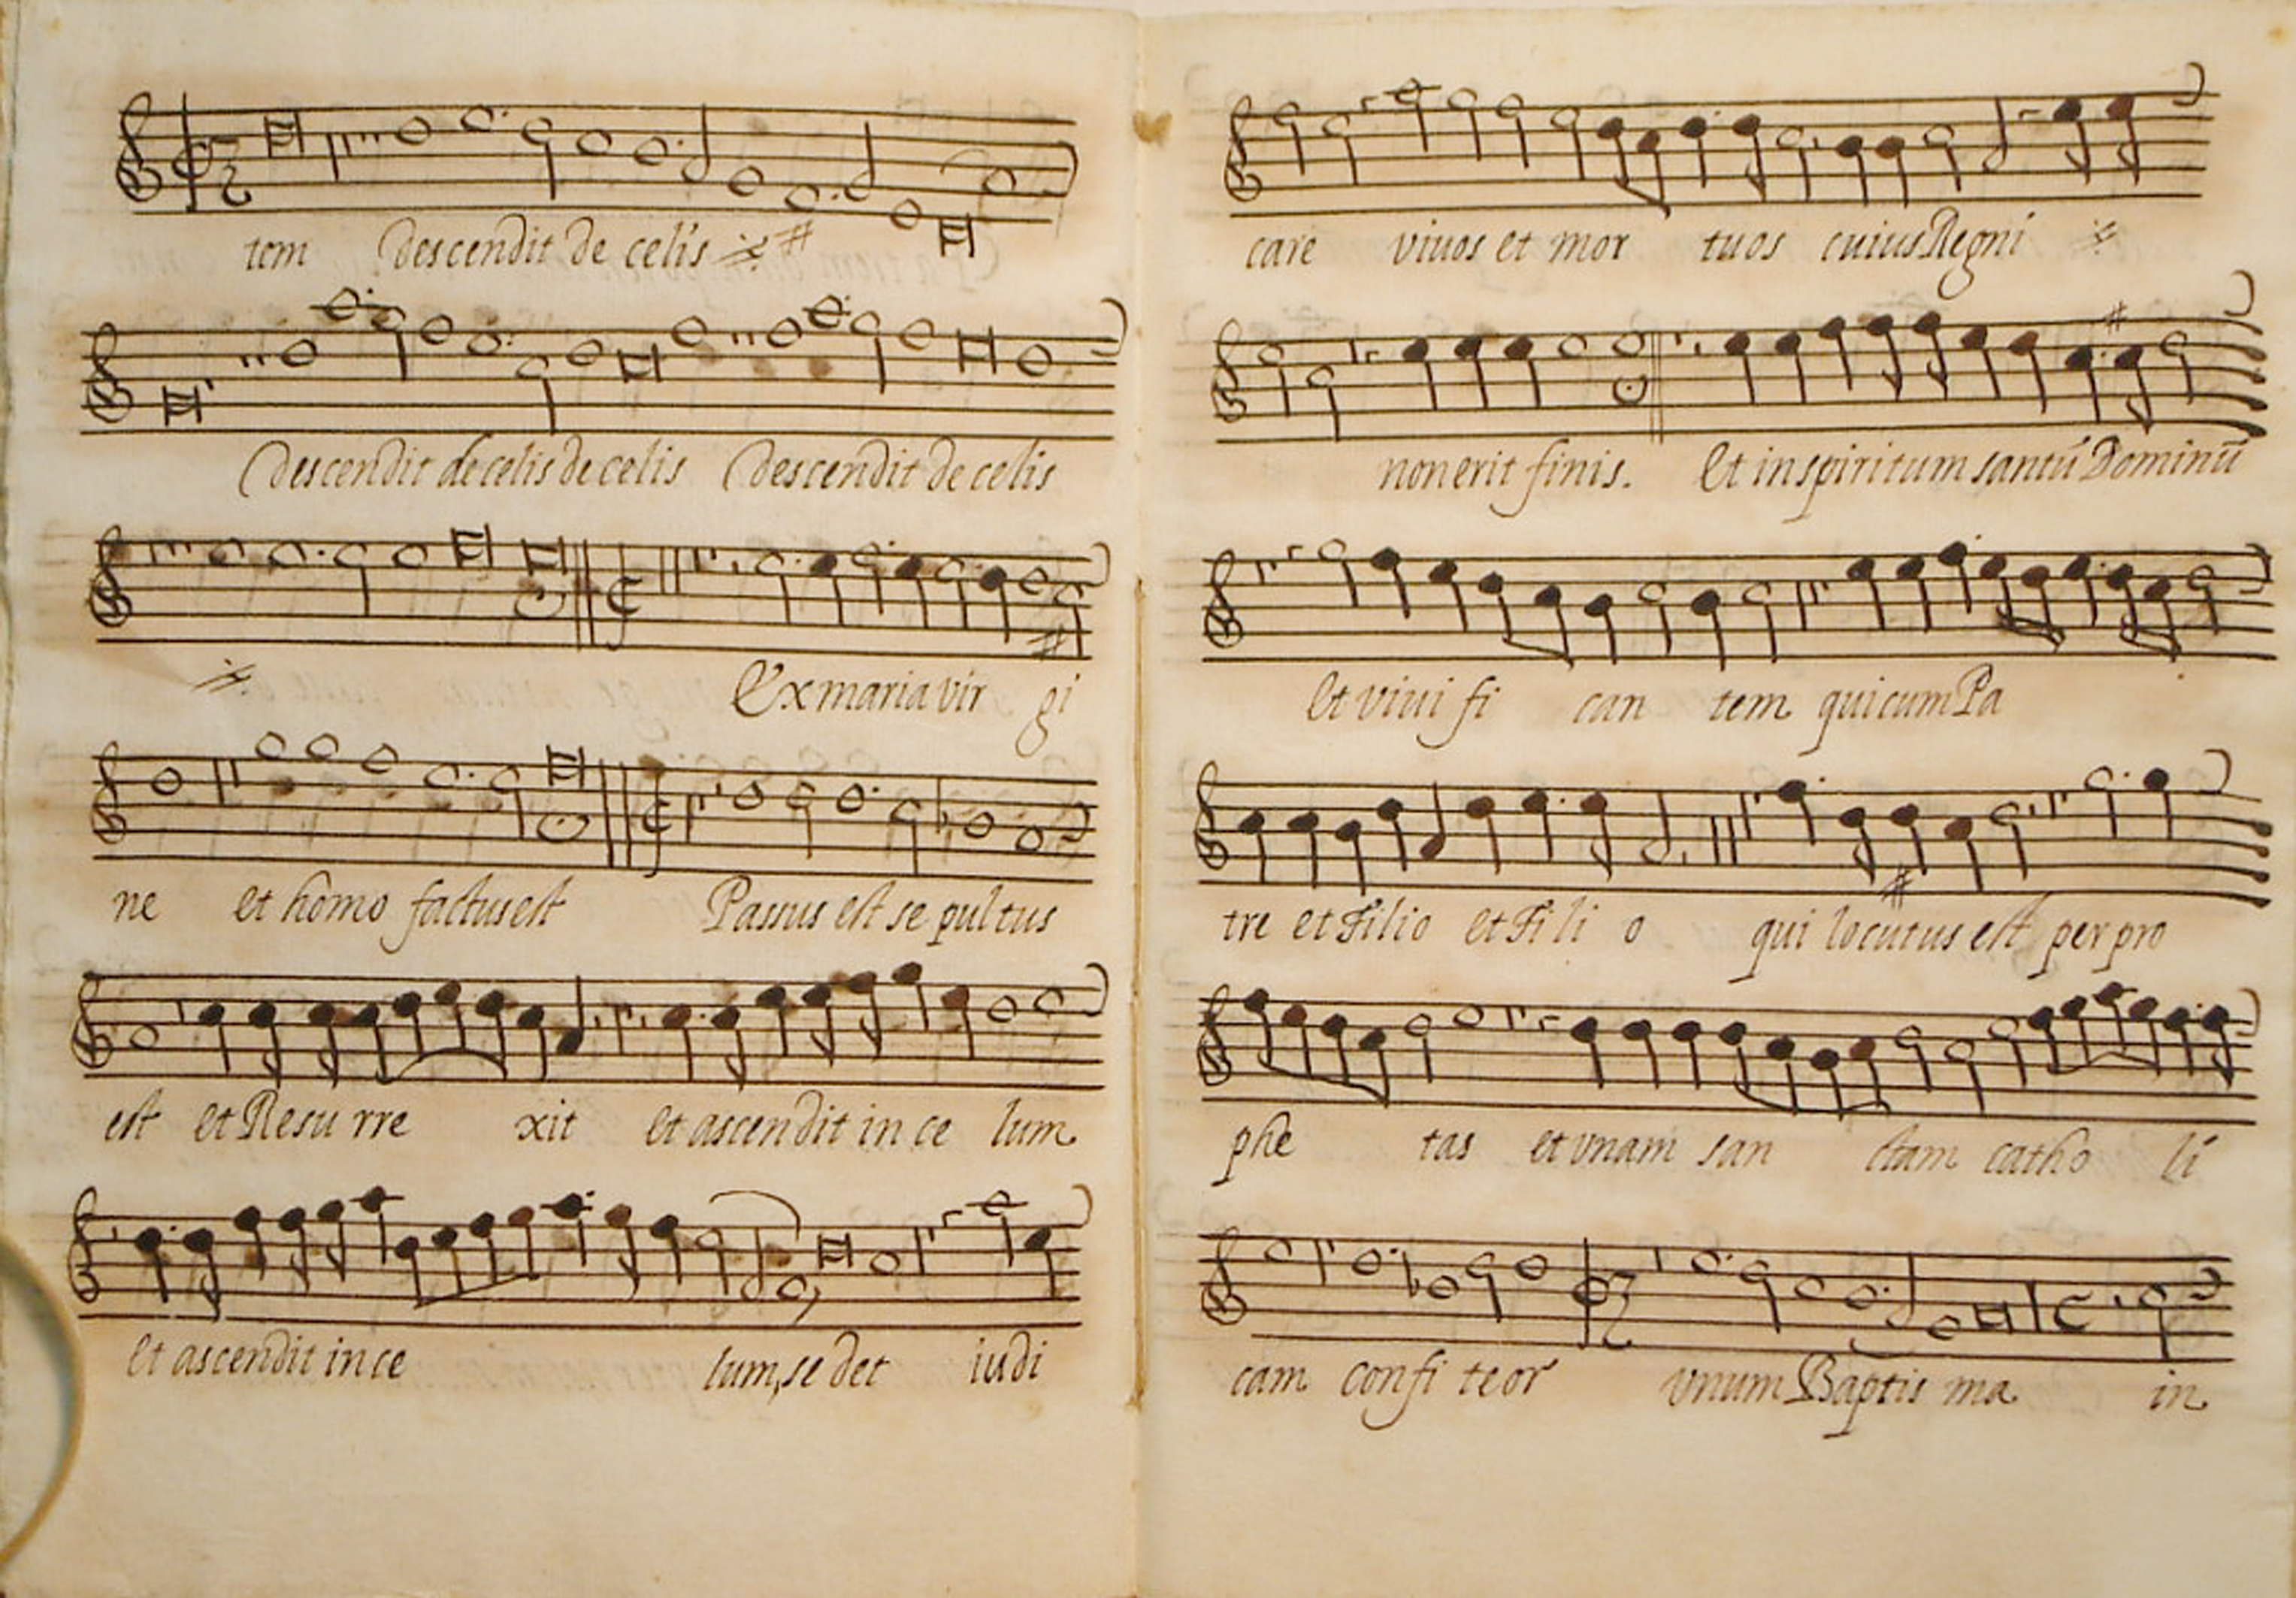 tem descendit de celis
Descendit de celis de celis Descendit de celis
Ex maria vir gi
ne et homo factus est Passus est se pul tus
est et Resu rre xit et ascendit in ce lum
et ascendit in ce lum, se det iudi
care viuos et mor tuos cuius Regni
non erit finis. Et in spiritum santū Dominū
et viui fi can tem qui cum Pa
tre et Filio et Fi li o qui locutus est per pro
phe tas et vnam san ctam catho li
cam confi teor vnum Baptis ma in